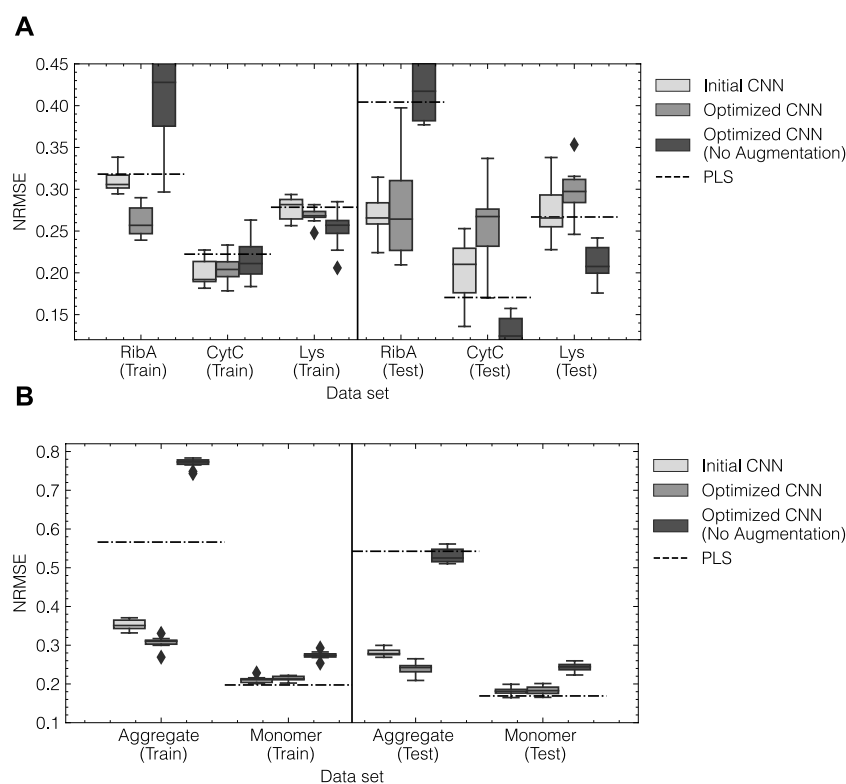 A
0.45
0.40
0.35
0.30
0.25
0.20
0.15
NRMSE
RibA
(Train)
CytC
(Train)
Lys
(Train)
RibA
(Test)
CytC
(Test)
Lys
(Test)
Data set
Initial CNN
Optimized CNN
Optimized CNN
(No Augmentation)
PLS
B
0.8
0.7
0.6
0.5
0.4
0.3
0.2
0.1
NRMSE
Aggregate
(Train)
Monomer
(Train)
Aggregate
(Test)
Monomer
(Test)
Data set
Initial CNN
Optimized CNN
Optimized CNN
(No Augmentation)
PLS